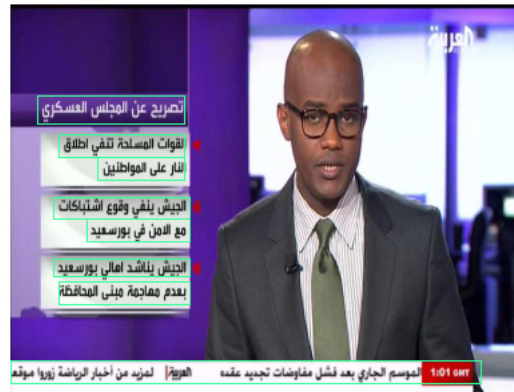 العربية
تصريح عن المجلس العسكري
القوات المسلحة تنفي اطلاق
النار على المواطنين
الجيش ينفي وقوع اشتباكات
مع الامن في بورسعيد
الجيش يناشد اهالي بورسعيد
بعدم مهاجمة مبنى المحافظة
1:01 GMT الموسم الجاري بعد فشل مفاوضات تجديد عقده العربية| لمزيد من أخبار الرياضة زوروا موقع